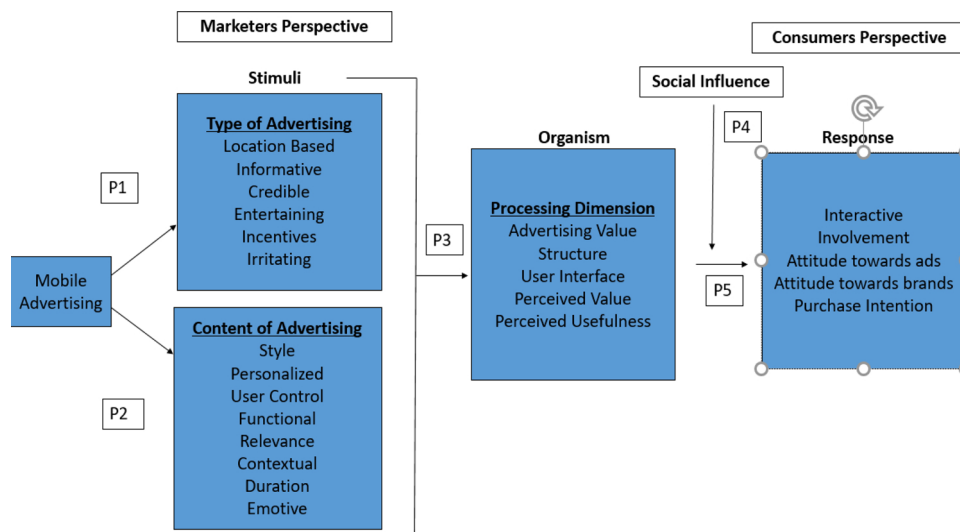 Marketers Perspective
Consumers Perspective
Stimuli
Social Influence
Type of Advertising
Location Based
Informative
Credible
Entertaining
Incentives
Irritating
P1
Mobile
Advertising
P2
Content of Advertising
Style
Personalized
User Control
Functional
Relevance
Contextual
Duration
Emotive
P3
Organism
Processing Dimension
Advertising Value
Structure
User Interface
Perceived Value
Perceived Usefulness
P4
P5
Response
Interactive
Involvement
Attitude towards ads
Attitude towards brands
Purchase Intention